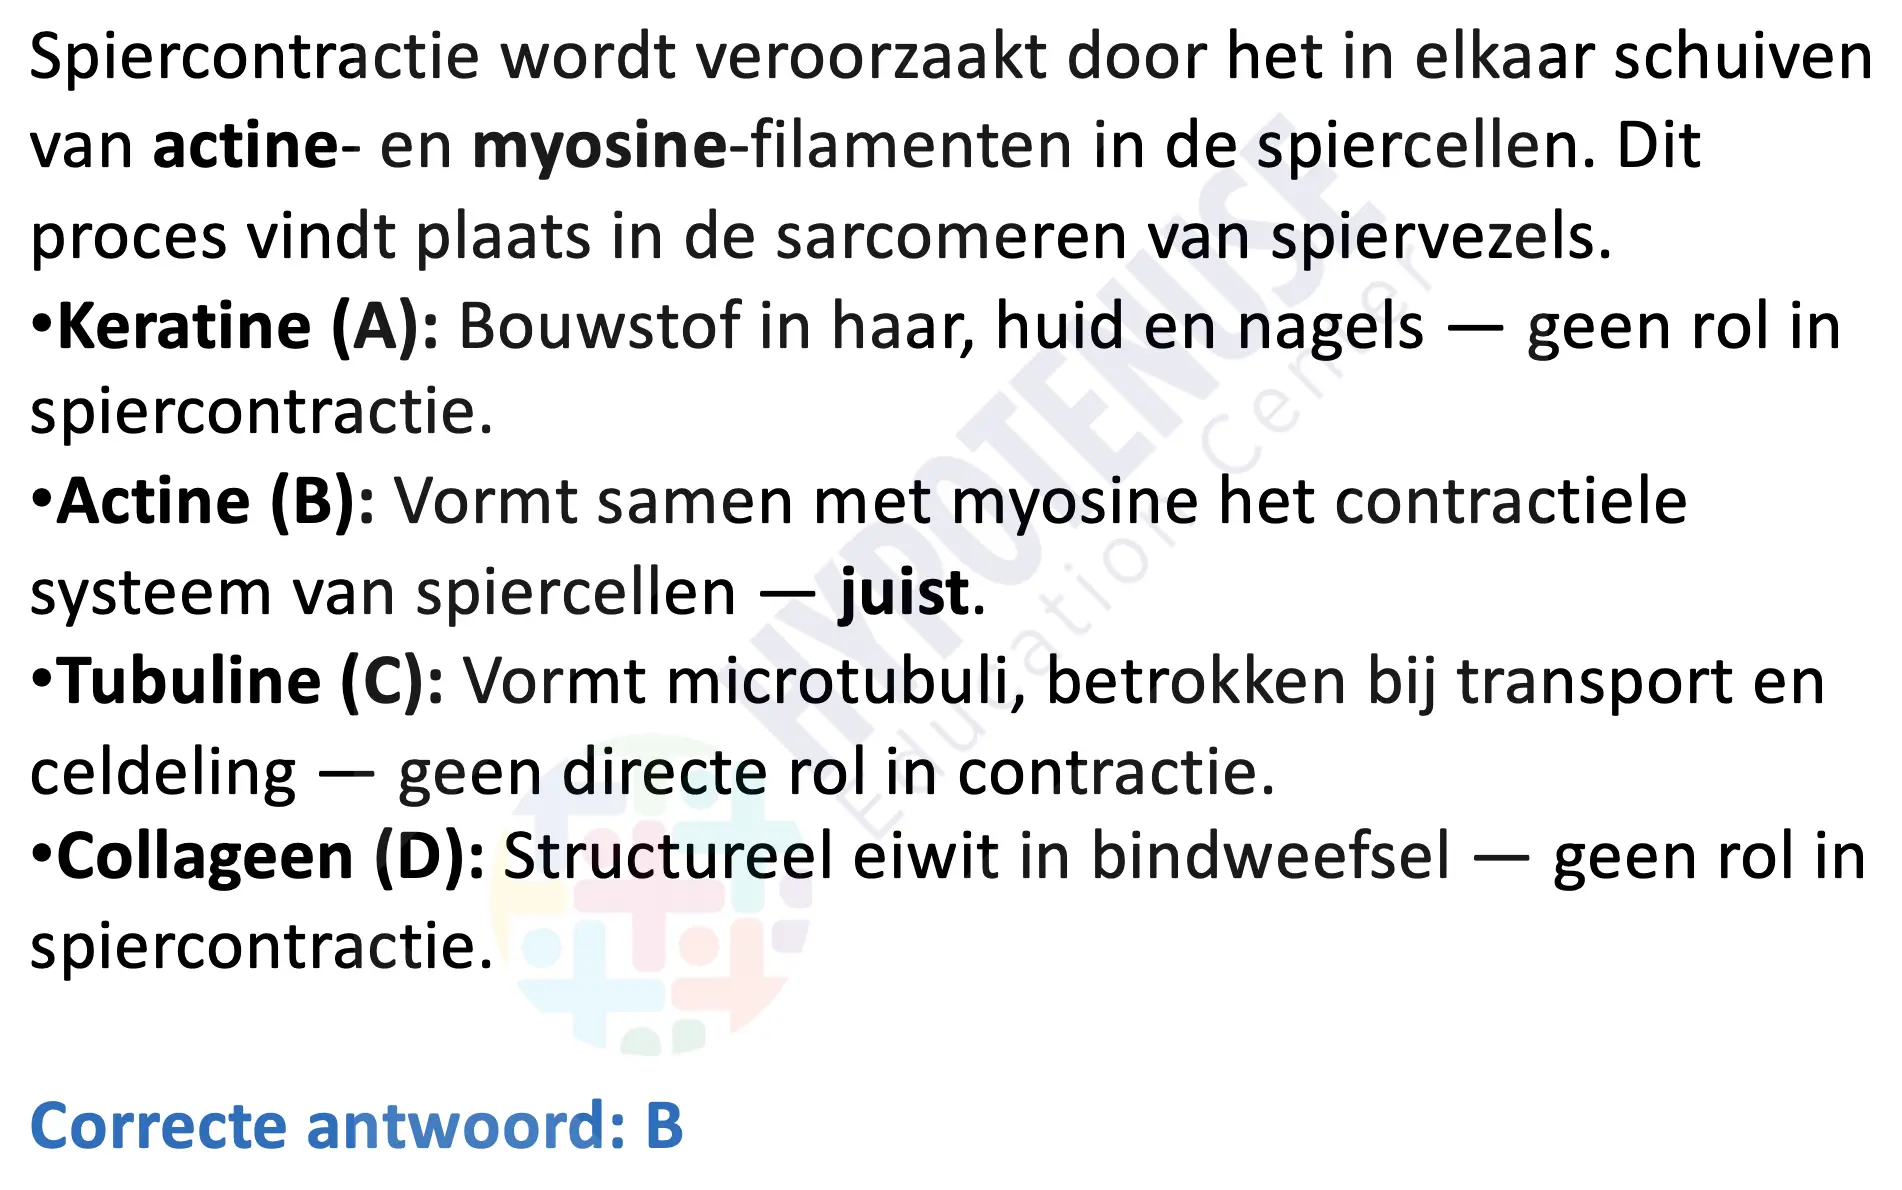 Spiercontractie wordt veroorzaakt door het in elkaar schuiven
van actine- en myosine-filamenten in de spiercellen. Dit
proces vindt plaats in de sarcomeren van spiervezels.
•Keratine (A): Bouwstof in haar, huid en nagels — geen rol in
spiercontractie.
•Actine (B): Vormt samen met myosine het contractiele
systeem van spiercellen — juist.
•Tubuline (C): Vormt microtubuli, betrokken bij transport en
celdeling — geen directe rol in contractie.
•Collageen (D): Structureel eiwit in bindweefsel — geen rol in
spiercontractie.
Correcte antwoord: B
HYPOTENUSE
Education Center